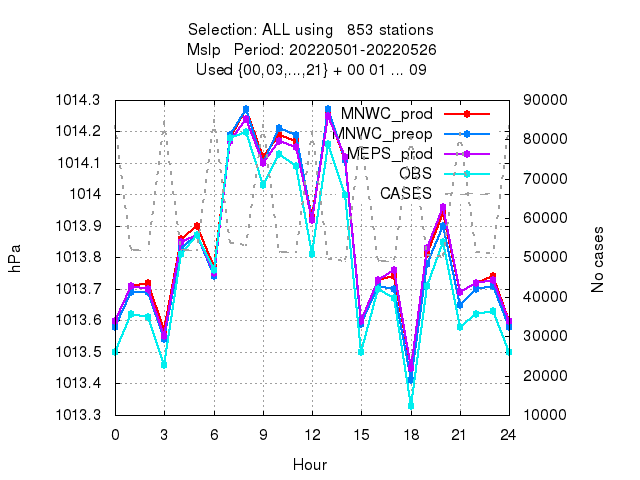 Selection: ALL using   853 stations
Mslp   Period: 20220501-20220526
Used {00,03,...,21} + 00 01 ... 09
1014.3
1014.2
1014.1
1014
1013.9
1013.8
1013.7
1013.6
1013.5
1013.4
1013.3
hPa
MNWC_prod
MNWC_preop
MEPS_prod
OBS
CASES
90000
80000
70000
60000
50000
40000
30000
20000
10000
No cases
0 3 6 9 12 15 18 21 24
Hour